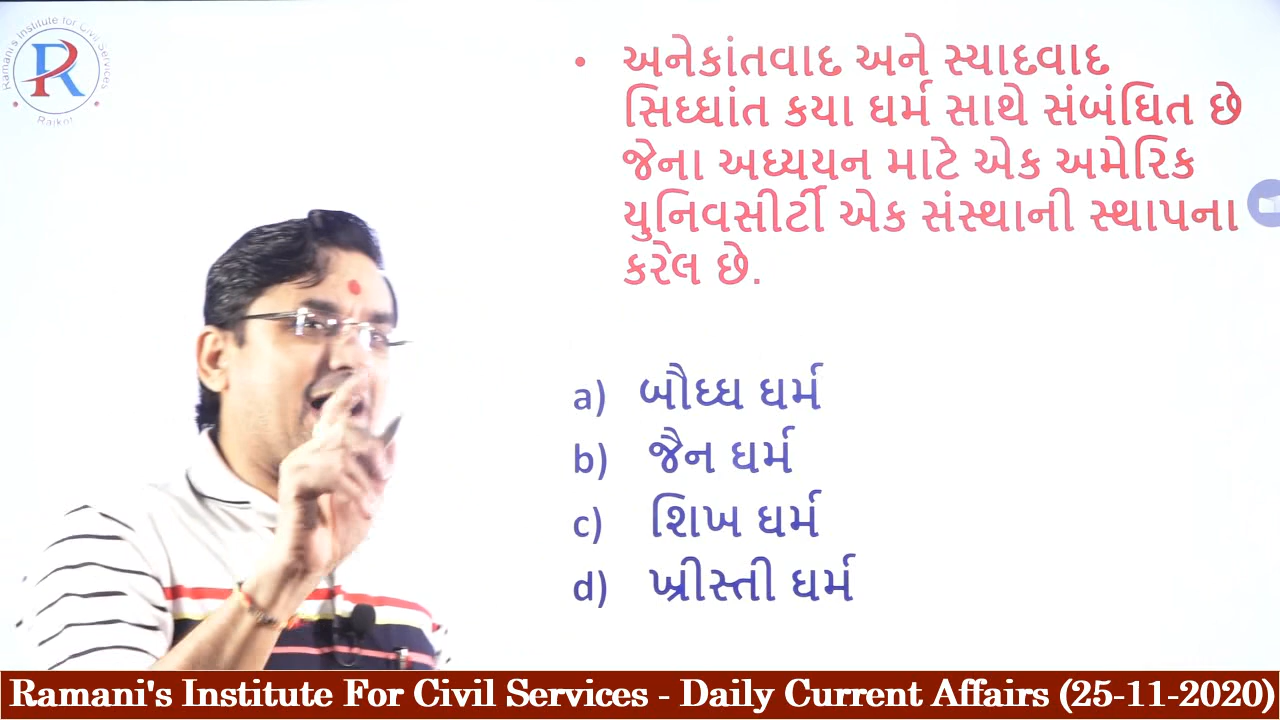 Ramani's Institute for Civil Services
R
Rajkot
• અનેકાંતવાદ અને સ્યાદવાદ
સિધ્ધાંત કયા ધર્મ સાથે સંબંધિત છે
જેના અધ્યયન માટે એક અમેરિક
યુનિવસીર્ટી એક સંસ્થાની સ્થાપના
કરેલ છે.
a) બૌધ્ધ ધર્મ
b) જૈન ધર્મ
c) શિખ ધર્મ
d) ખ્રીસ્તી ધર્મ
Ramani's Institute For Civil Services - Daily Current Affairs (25-11-2020)